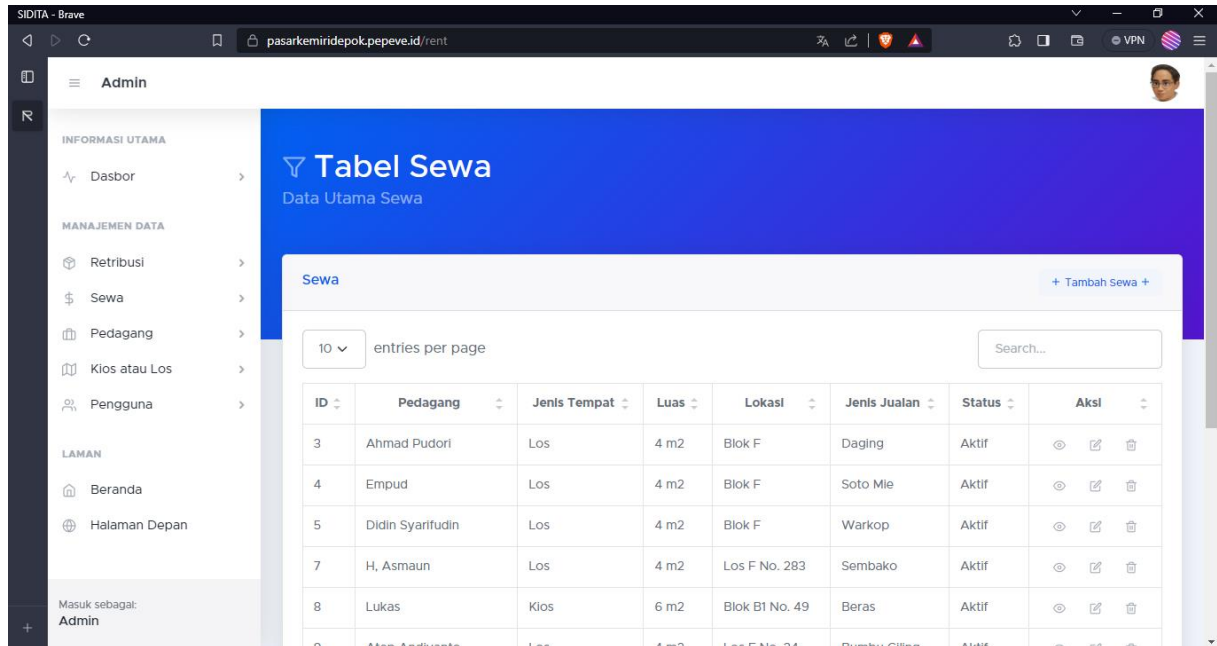 SIDITA - Brave
pasarkemiridepok.pepeve.id/rent
VPN
Admin
INFORMASI UTAMA
Dasbor
MANAJEMEN DATA
Retribusi
Sewa
Pedagang
Kios atau Los
Pengguna
LAMAN
Beranda
Halaman Depan
Masuk sebagai:
Admin
Tabel Sewa
Data Utama Sewa
Sewa
+ Tambah Sewa +
10 entries per page
Search...
ID Pedagang Jenis Tempat Luas Lokasi Jenis Jualan Status Aksi
3 Ahmad Pudori Los 4 m2 Blok F Daging Aktif
4 Empud Los 4 m2 Blok F Soto Mie Aktif
5 Didin Syarifudin Los 4 m2 Blok F Warkop Aktif
7 H, Asmaun Los 4 m2 Los F No. 283 Sembako Aktif
8 Lukas Kios 6 m2 Blok B1 No. 49 Beras Aktif